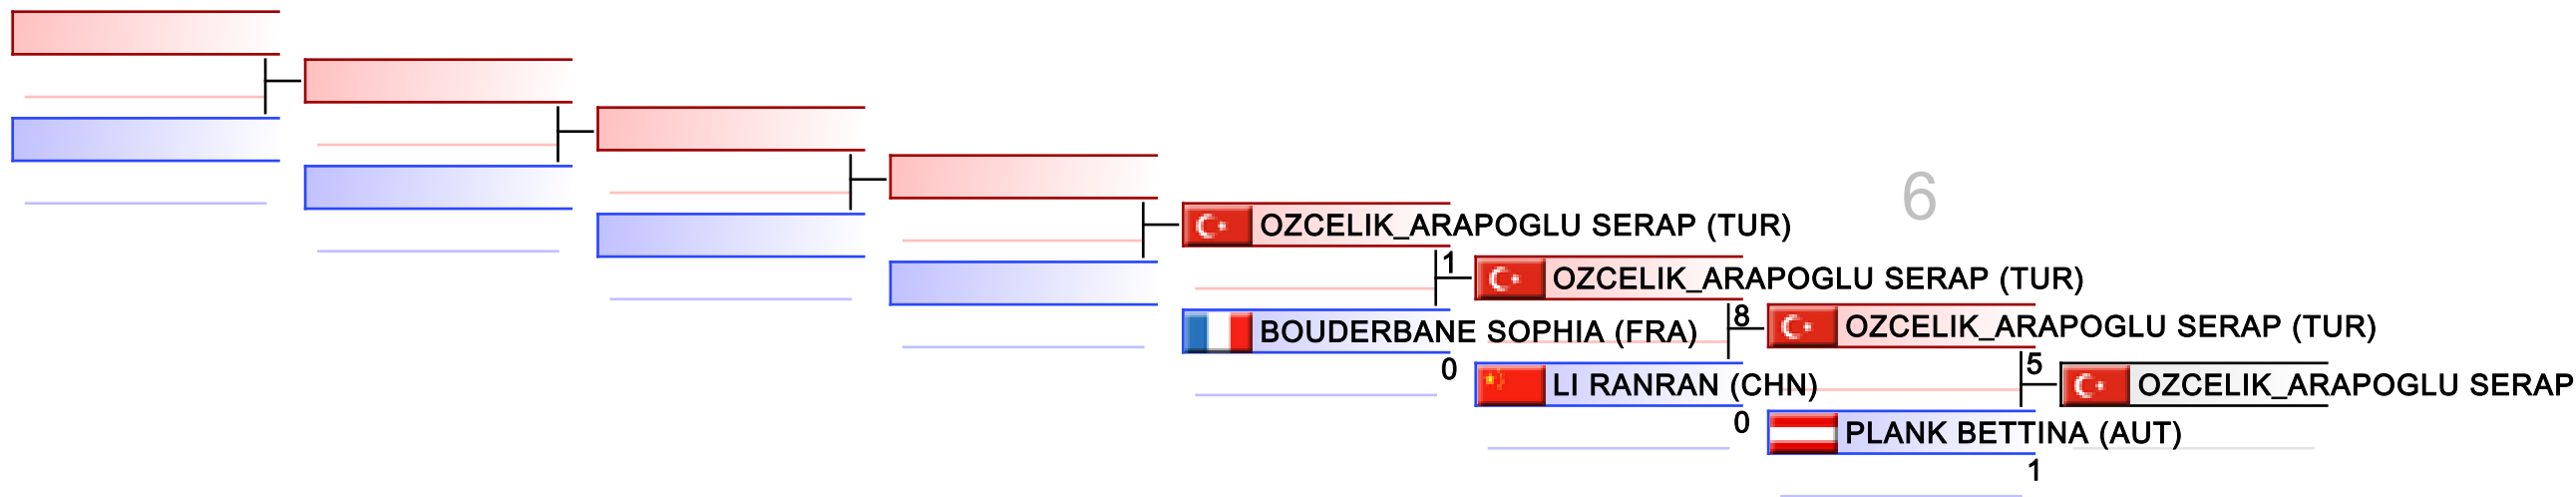 6
OZCELIK_ARAPOGLU SERAP (TUR)
1
OZCELIK_ARAPOGLU SERAP (TUR)
BOUDERBANE SOPHIA (FRA)
8
OZCELIK_ARAPOGLU SERAP (TUR)
0
LI RANRAN (CHN)
5
OZCELIK_ARAPOGLU SERAP
0
PLANK BETTINA (AUT)
1